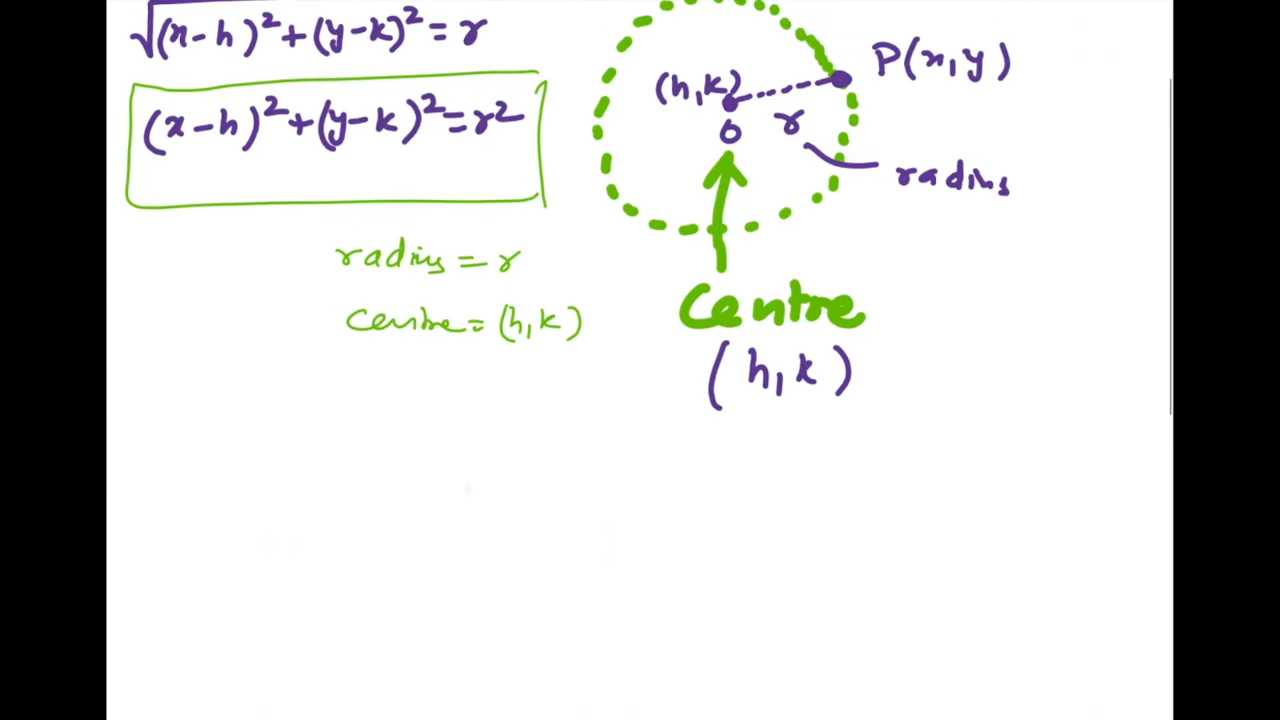 √(x-h)²+(y-k)²=r
(x-h)²+(y-k)²=r²
radius=r
centre=(h,k)
(h,k)
P(x,y)
O
r
radius
Centre
(h,k)